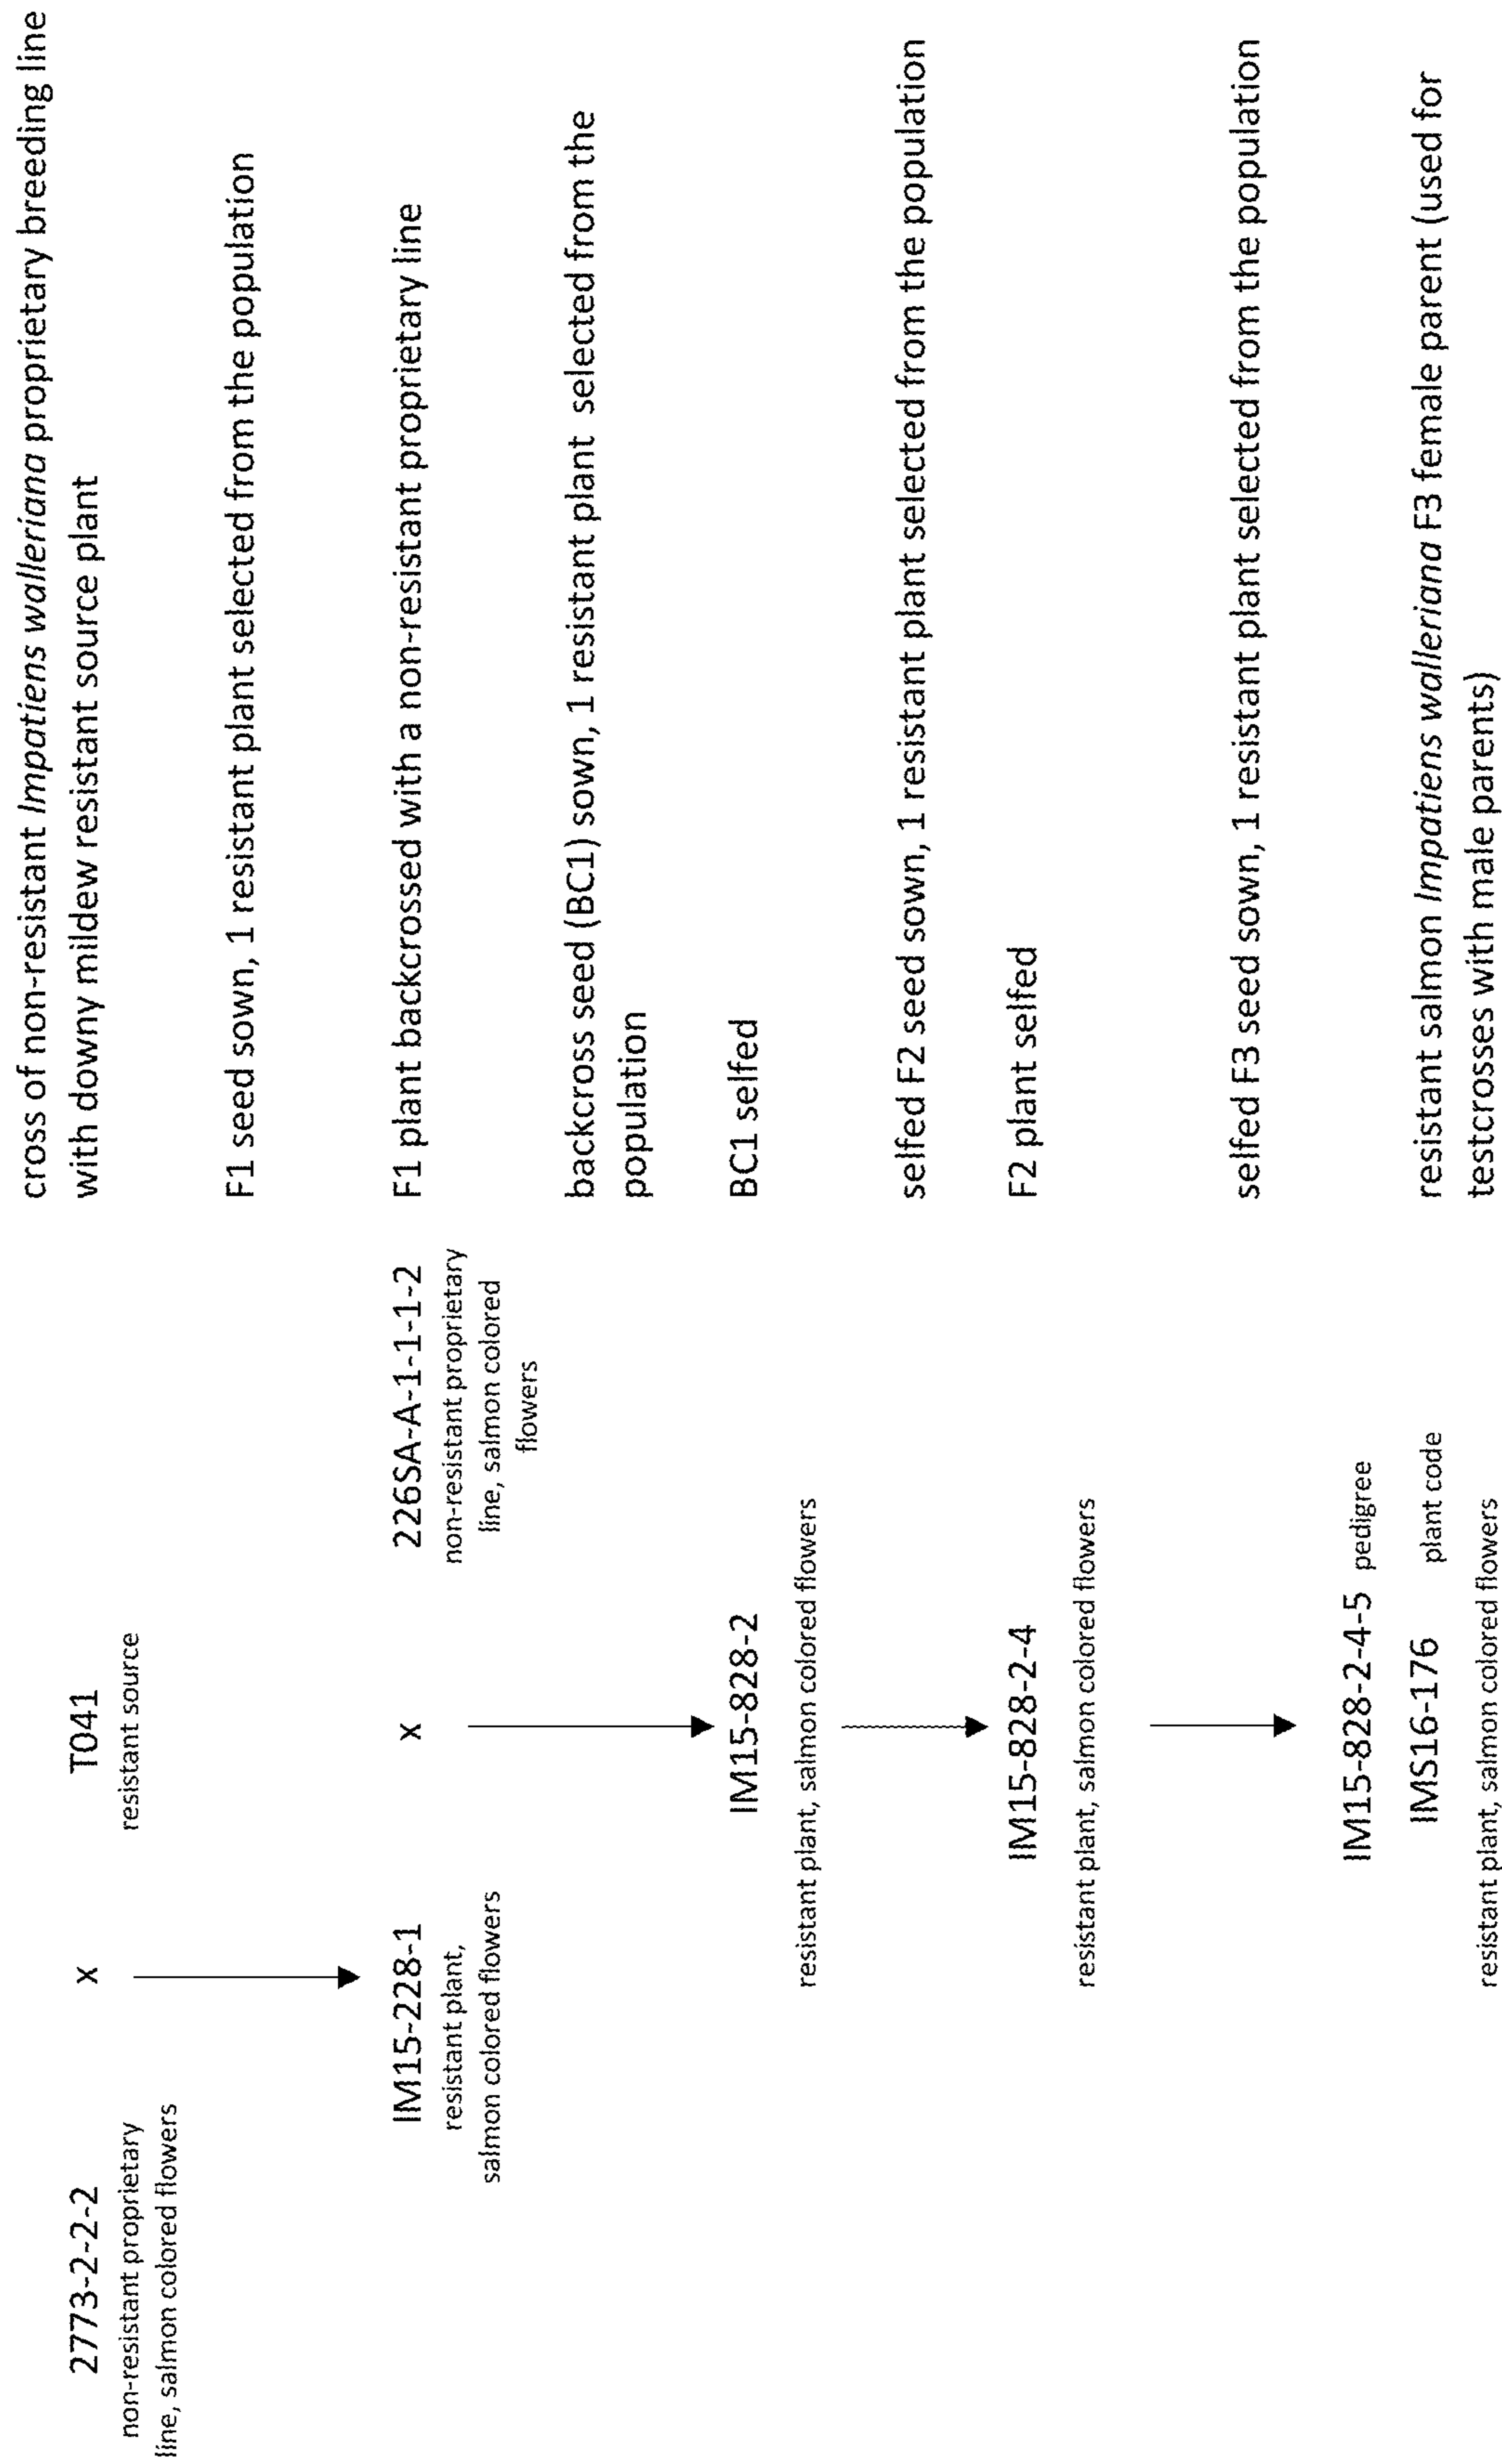 2773-2-2-2
x
T041
non-resistant proprietary
line, salmon colored flowers
resistant source
cross of non-resistant Impatiens walleriana proprietary breeding line
with downy mildew resistant source plant
F1 seed sown, 1 resistant plant selected from the population
IM15-228-1
x
226SA-A-1-1-1-2
resistant plant,
salmon colored flowers
non-resistant proprietary
line, salmon colored
flowers
F1 plant backcrossed with a non-resistant proprietary line
backcross seed (BC1) sown, 1 resistant plant selected from the
population
IM15-828-2
resistant plant, salmon colored flowers
BC1 selfed
selfed F2 seed sown, 1 resistant plant selected from the population
IM15-828-2-4
resistant plant, salmon colored flowers
F2 plant selfed
selfed F3 seed sown, 1 resistant plant selected from the population
IM15-828-2-4-5 pedigree
IMS16-176 plant code
resistant plant, salmon colored flowers
resistant salmon Impatiens walleriana F3 female parent (used for
testcrosses with male parents)